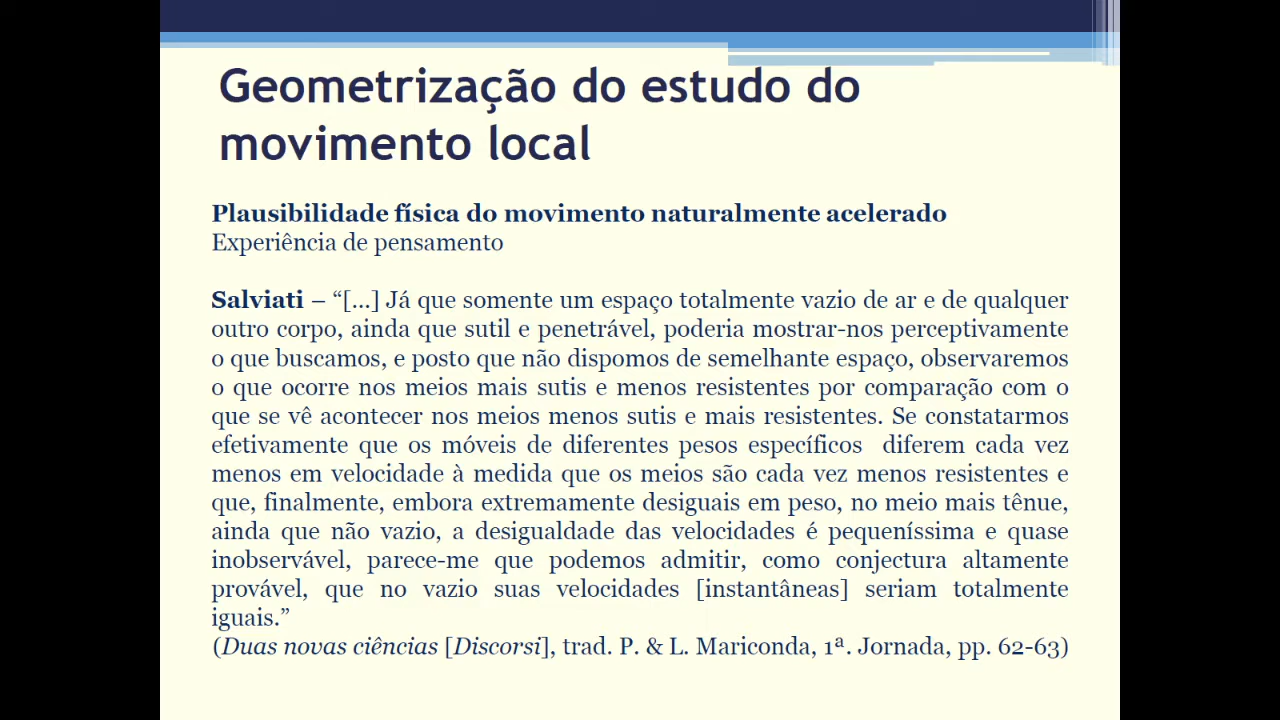 Geometrização do estudo do
movimento local
Plausibilidade física do movimento naturalmente acelerado
Experiência de pensamento
Salviati – “[...] Já que somente um espaço totalmente vazio de ar e de qualquer
outro corpo, ainda que sutil e penetrável, poderia mostrar-nos perceptivamente
o que buscamos, e posto que não dispomos de semelhante espaço, observaremos
o que ocorre nos meios mais sutis e menos resistentes por comparação com o
que se vê acontecer nos meios menos sutis e mais resistentes. Se constatarmos
efetivamente que os móveis de diferentes pesos específicos  diferem cada vez
menos em velocidade à medida que os meios são cada vez menos resistentes e
que, finalmente, embora extremamente desiguais em peso, no meio mais tênue,
ainda que não vazio, a desigualdade das velocidades é pequeníssima e quase
inobservável, parece-me que podemos admitir, como conjectura altamente
provável, que no vazio suas velocidades [instantâneas] seriam totalmente
iguais.”
(Duas novas ciências [Discorsi], trad. P. & L. Mariconda, 1ª. Jornada, pp. 62-63)